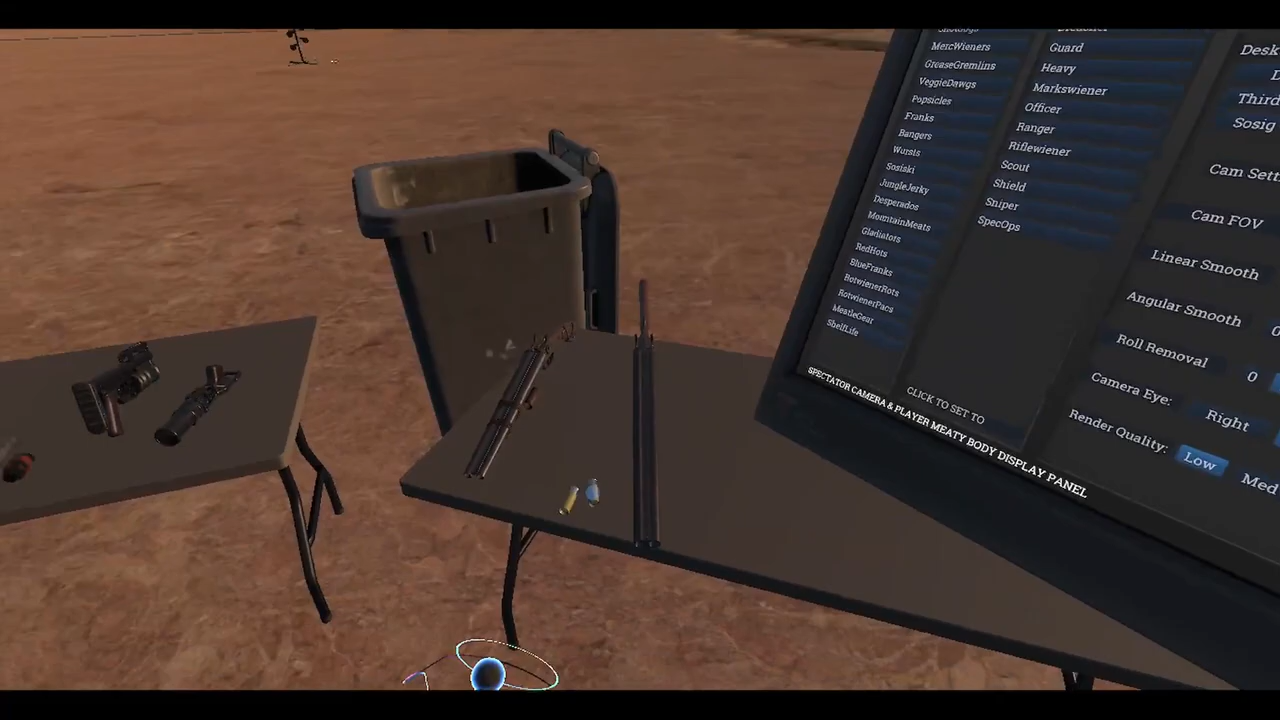 MercWieners
GreaseGremlins
VeggieDawgs
Popsicles
Franks
Bangers
Wursts
Sosiski
JungleJerky
Desperados
MountainMeats
Gladiators
RedHots
BlueFranks
RotwienerRots
RotwienerPacs
MeatleGear
ShelfLife
Guard
Heavy
Markswiener
Officer
Ranger
Riflewiener
Scout
Shield
Sniper
SpecOps
CLICK TO SET TO
Desk
D
Third
Sosig
Cam Sett
Cam FOV
Linear Smooth
Angular Smooth
Roll Removal 0
Camera Eye: Right
Render Quality: Low Med
SPECTATOR CAMERA & PLAYER MEATY BODY DISPLAY PANEL